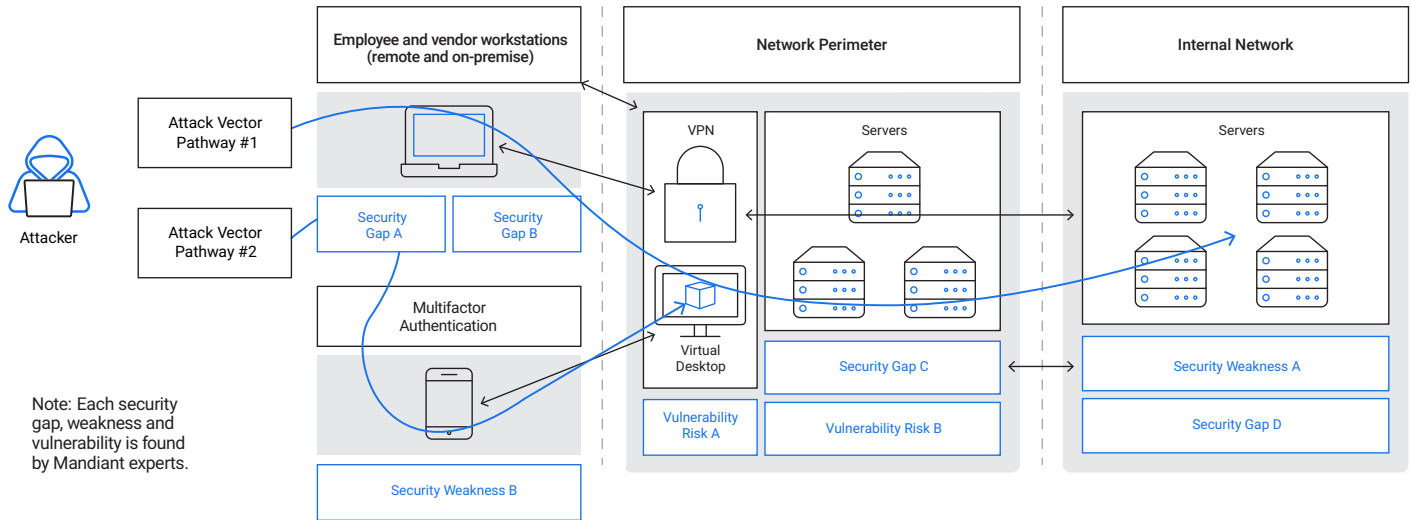 Employee and vendor workstations
(remote and on-premise)
Network Perimeter
Internal Network
Attack Vector
Pathway #1
Attacker
Attack Vector
Pathway #2
Security
Gap A
Security
Gap B
Multifactor
Authentication
Security Weakness B
VPN
Virtual
Desktop
Vulnerability
Risk A
Servers
Security Gap C
Vulnerability Risk B
Servers
Security Weakness A
Security Gap D
Note: Each security
gap, weakness and
vulnerability is found
by Mandiant experts.